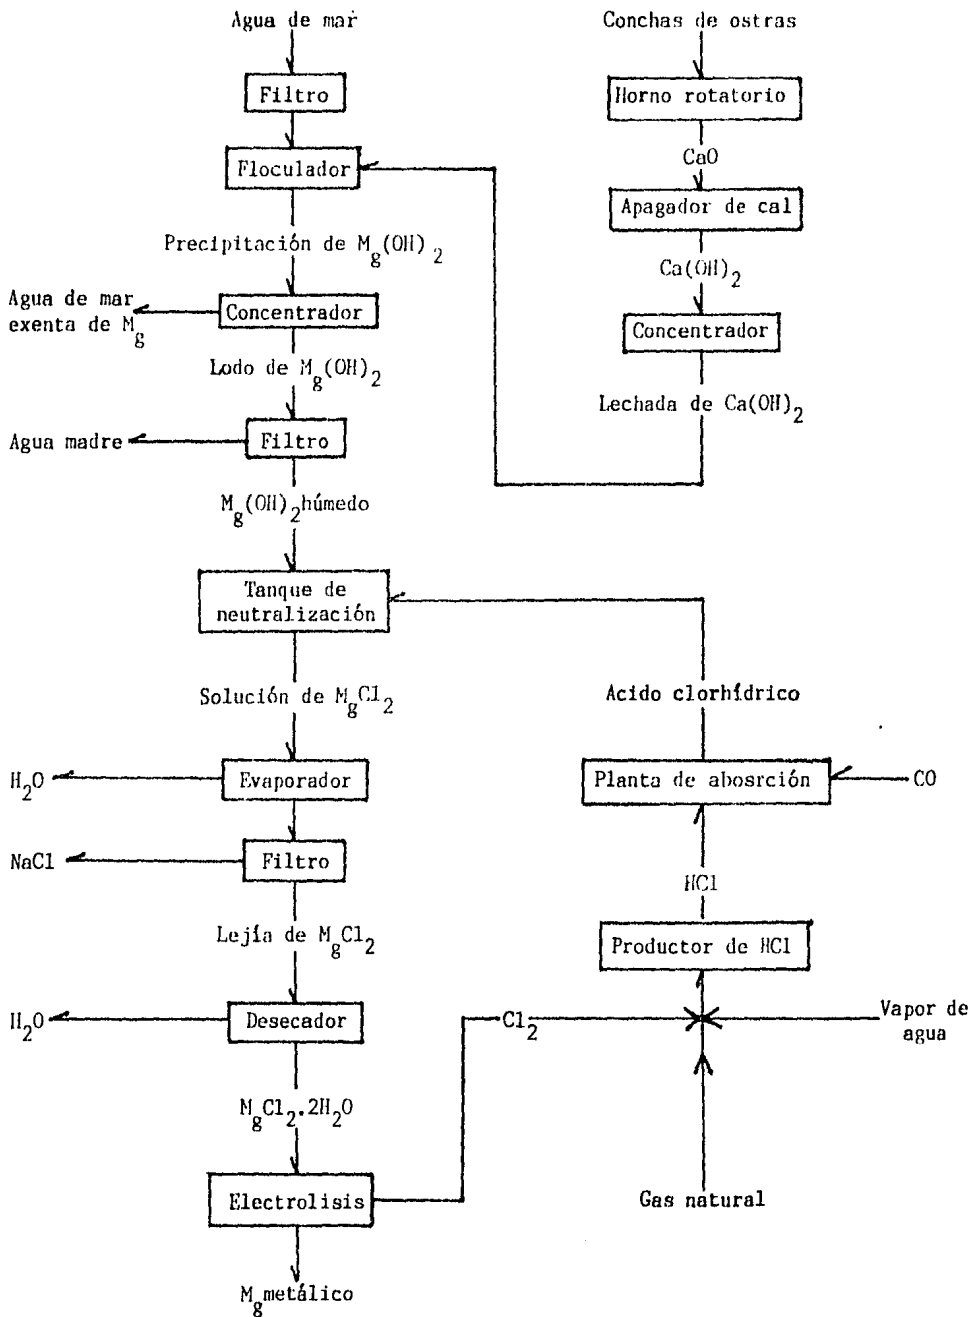 Agua de mar
Filtro
Floculador
Precipitación de Mg(OH)2
Agua de mar
exenta de Mg
Concentrador
Lodo de Mg(OH)2
Agua madre
Filtro
Mg(OH)2 húmedo
Tanque de
neutralización
Solución de MgCl2
H2O
Evaporador
NaCl
Filtro
Lejía de MgCl2
H2O
Desecador
MgCl2.2H2O
Electrolisis
Mg metálico
Conchas de ostras
Horno rotatorio
CaO
Apagador de cal
Ca(OH)2
Concentrador
Lechada de Ca(OH)2
Acido clorhídrico
Planta de abosrción
CO
HCl
Productor de HCl
Cl2
Vapor de
agua
Gas natural